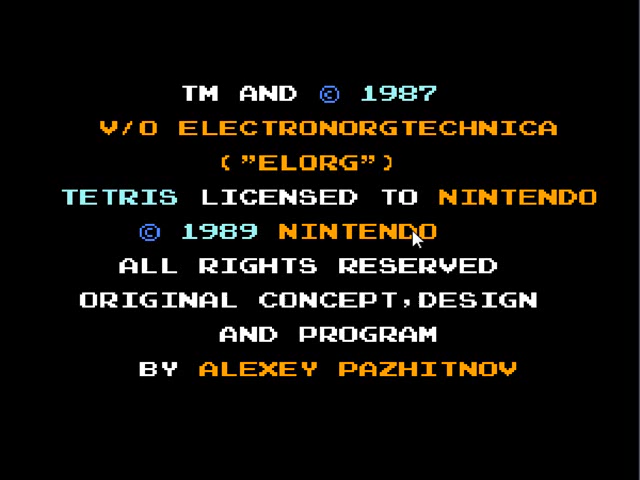 TM AND © 1987
V/O ELECTRONORGTECHNICA
("ELORG")
TETRIS LICENSED TO NINTENDO
© 1989 NINTENDO
ALL RIGHTS RESERVED
ORIGINAL CONCEPT,DESIGN
AND PROGRAM
BY ALEXEY PAZHITNOV